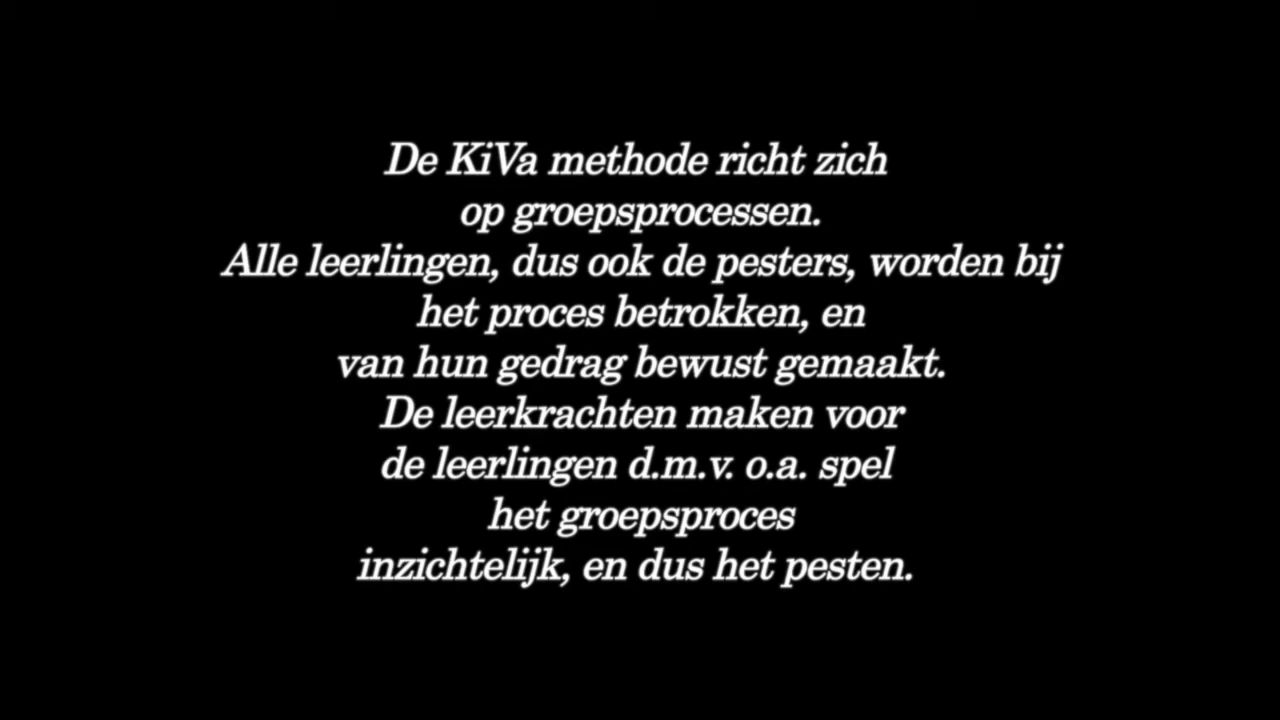 De KiVa methode richt zich
op groepsprocessen.
Alle leerlingen, dus ook de pesters, worden bij
het proces betrokken, en
van hun gedrag bewust gemaakt.
De leerkrachten maken voor
de leerlingen d.m.v. o.a. spel
het groepsproces
inzichtelijk, en dus het pesten.